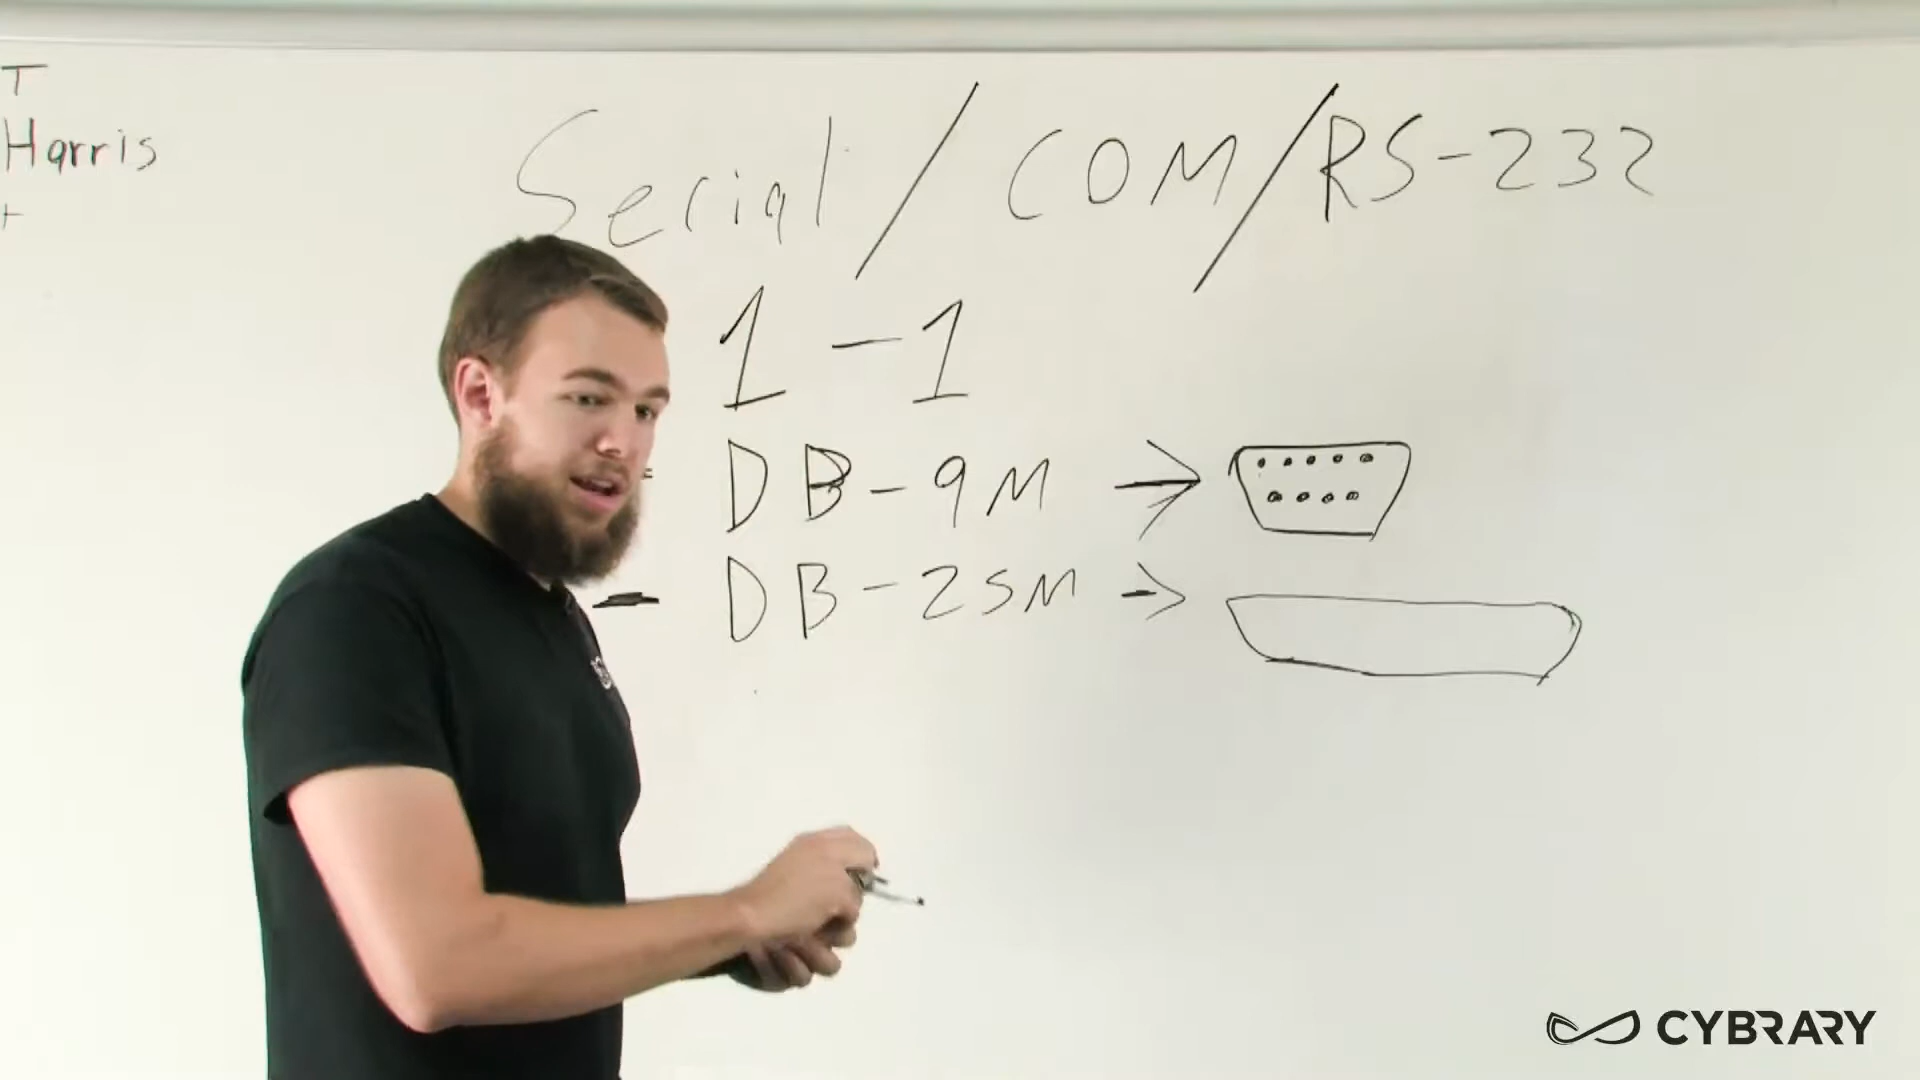 T
Harris
Serial / COM / RS-232
1 - 1
- DB-9M →
- DB-25M →
CYBRARY